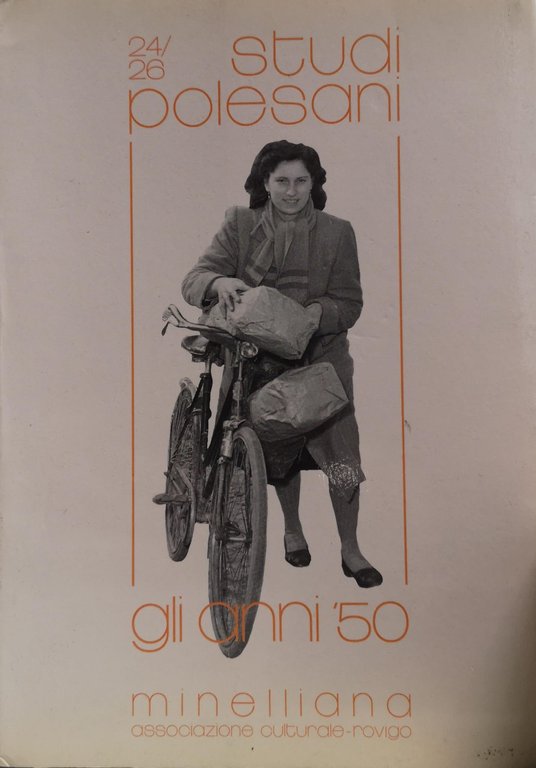 24/
26
studi
polesani
gli anni '50
minelliana
associazione culturale-rovigo